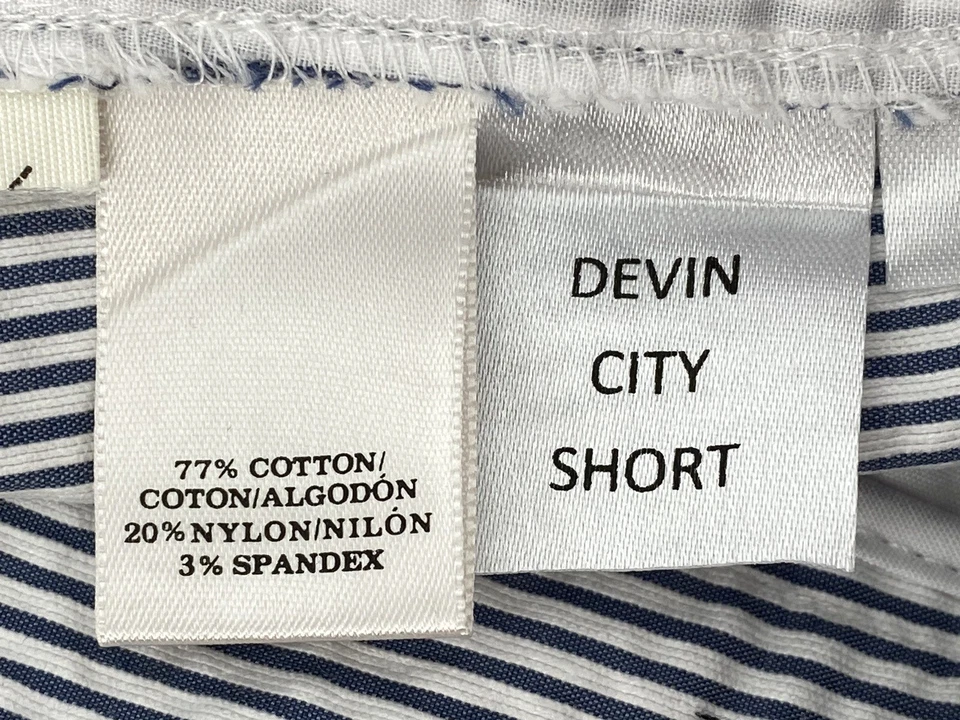 77% COTTON/
COTON/ALGODÓN
20% NYLON/NILÓN
3% SPANDEX
DEVIN
CITY
SHORT